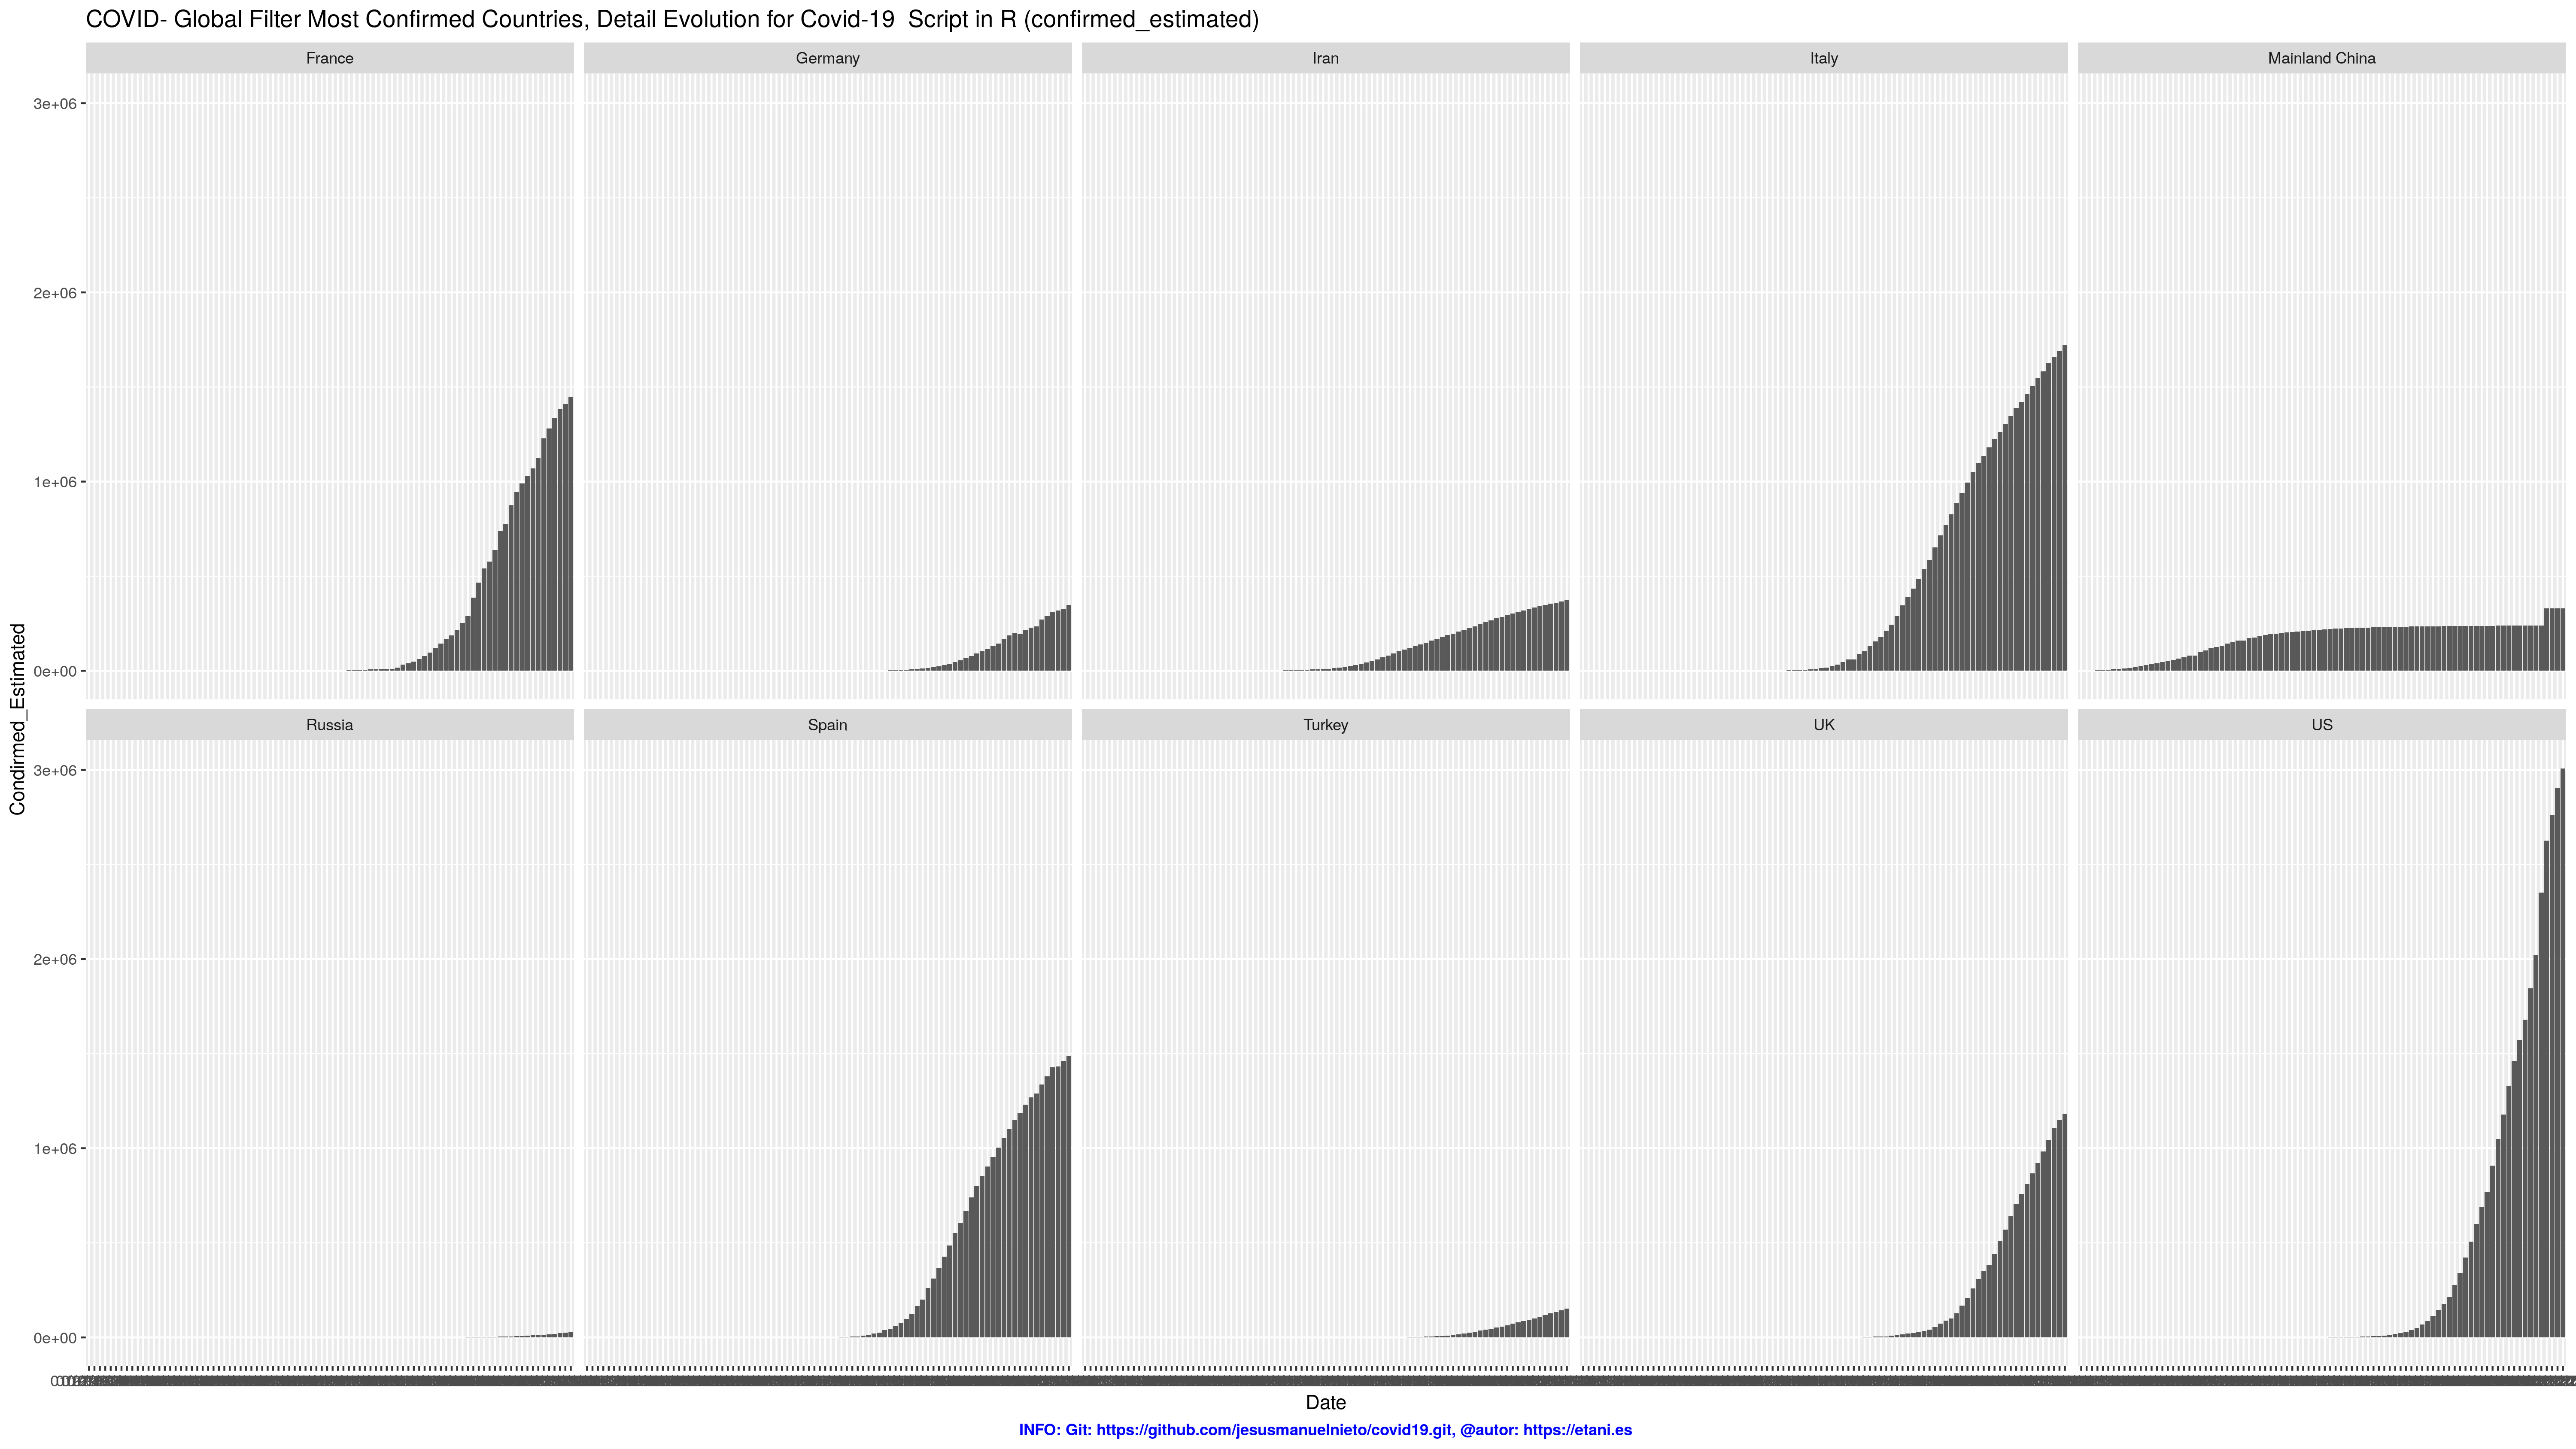 COVID- Global Filter Most Confirmed Countries, Detail Evolution for Covid-19  Script in R (confirmed_estimated)
France
Germany
Iran
Italy
Mainland China
3e+06
2e+06
1e+06
0e+00
Condirmed_Estimated
Russia
Spain
Turkey
UK
US
3e+06
2e+06
1e+06
0e+00
Date
INFO: Git: https://github.com/jesusmanuelnieto/covid19.git, @autor: https://etani.es